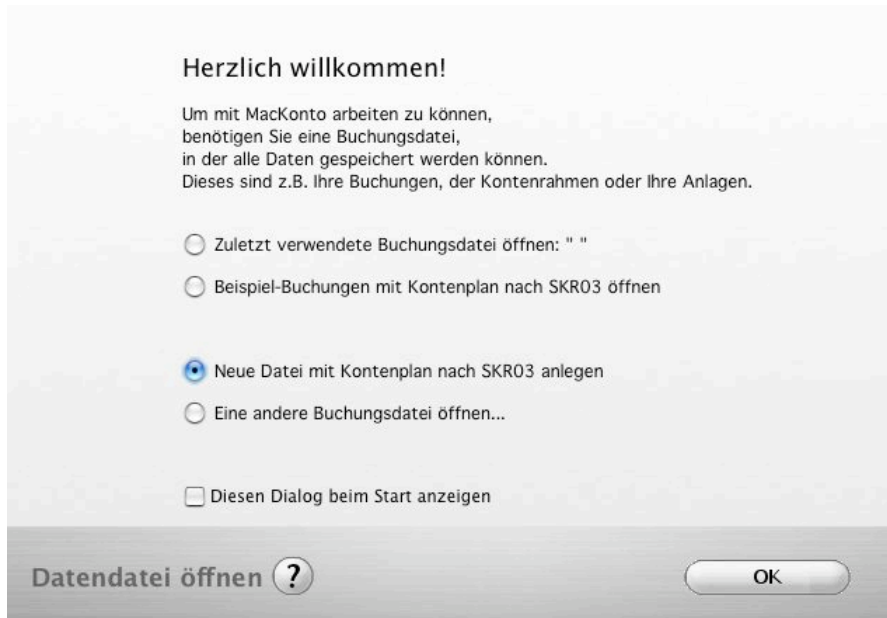 Herzlich willkommen!
Um mit MacKonto arbeiten zu können,
benötigen Sie eine Buchungsdatei,
in der alle Daten gespeichert werden können.
Dieses sind z.B. Ihre Buchungen, der Kontenrahmen oder Ihre Anlagen.
Zuletzt verwendete Buchungsdatei öffnen: " "
Beispiel-Buchungen mit Kontenplan nach SKR03 öffnen
Neue Datei mit Kontenplan nach SKR03 anlegen
Eine andere Buchungsdatei öffnen...
Diesen Dialog beim Start anzeigen
Datendatei öffnen ? OK